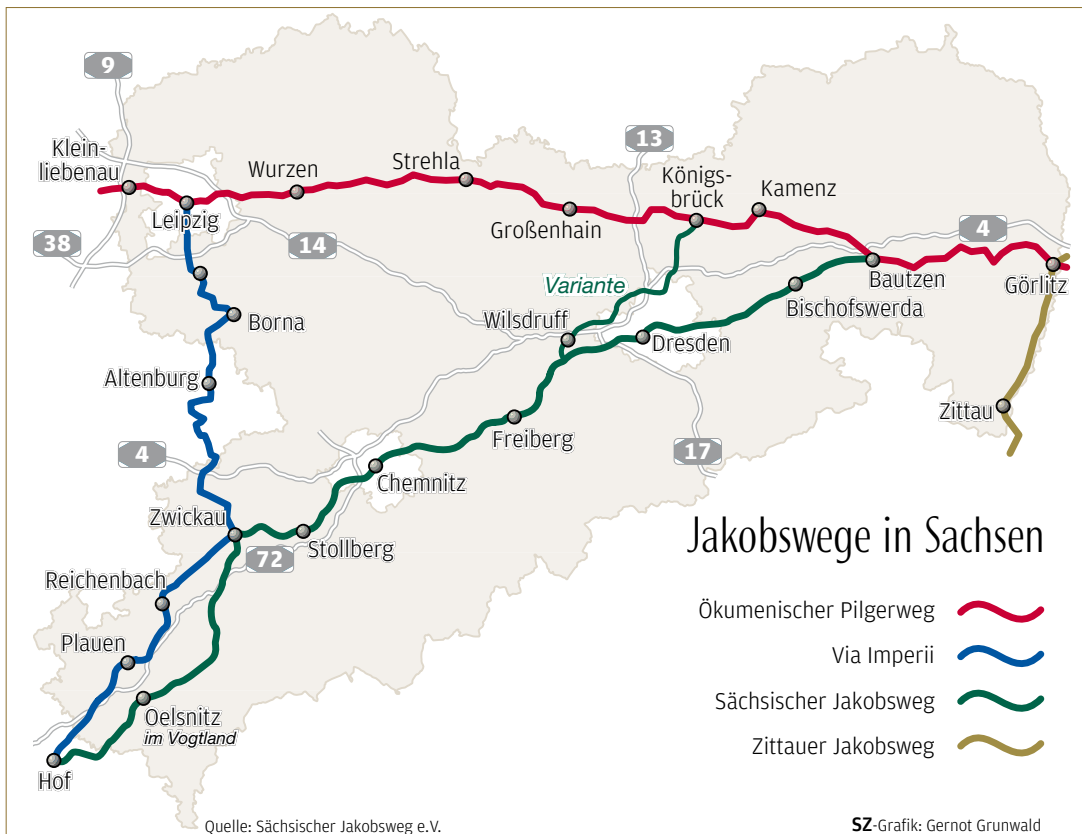 9
Klein-
liebenau
Wurzen
Strehla
13
Königs-
brück
Kamenz
Leipzig
Großenhain
38
14
4
Variante
Bautzen
Görlitz
Borna
Wilsdruff
Bischofswerda
Dresden
Altenburg
Zittau
Freiberg
4
17
Chemnitz
Zwickau
Stollberg
72
Jakobswege in Sachsen
Reichenbach
Ökumenischer Pilgerweg
Plauen
Via Imperii
Sächsischer Jakobsweg
Oelsnitz
im Vogtland
Zittauer Jakobsweg
Hof
Quelle: Sächsischer Jakobsweg e.V.
SZ-Grafik: Gernot Grunwald